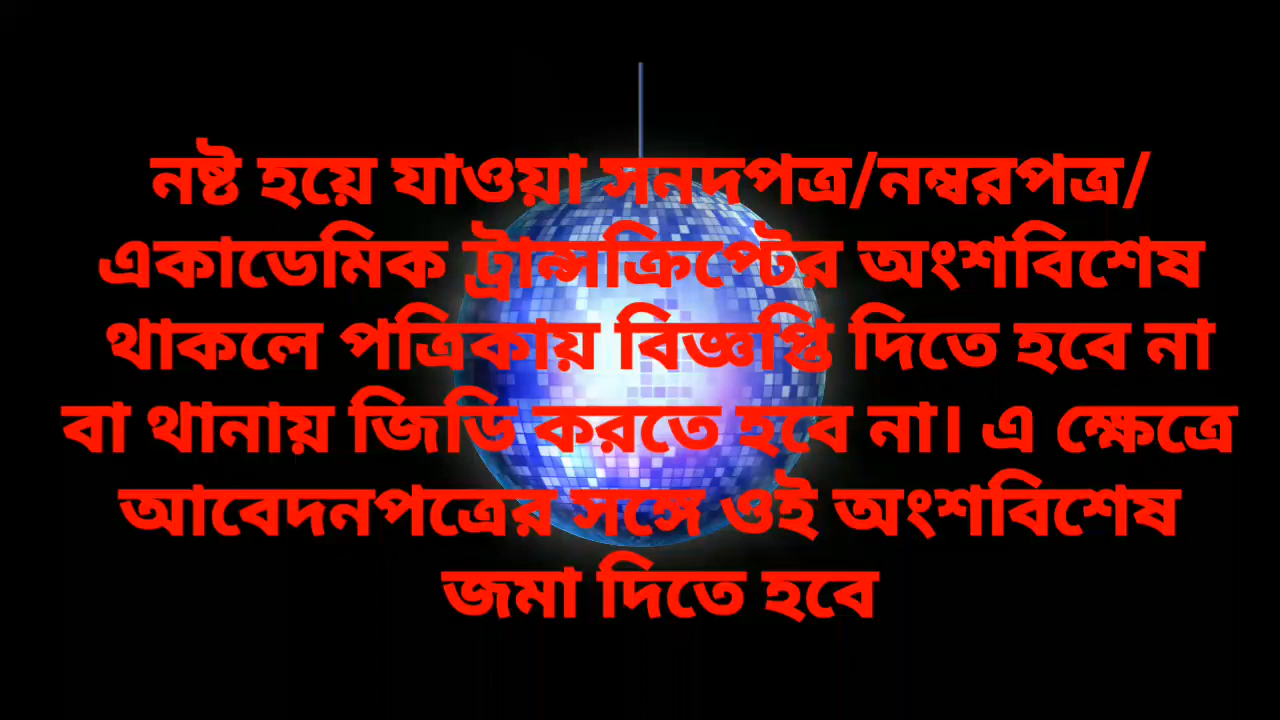 নষ্ট হয়ে যাওয়া সনদপত্র/নম্বরপত্র/
একাডেমিক ট্রান্সক্রিপ্টের অংশবিশেষ
থাকলে পত্রিকায় বিজ্ঞপ্তি দিতে হবে না
বা থানায় জিডি করতে হবে না। এ ক্ষেত্রে
আবেদনপত্রের সঙ্গে ওই অংশবিশেষ
জমা দিতে হবে